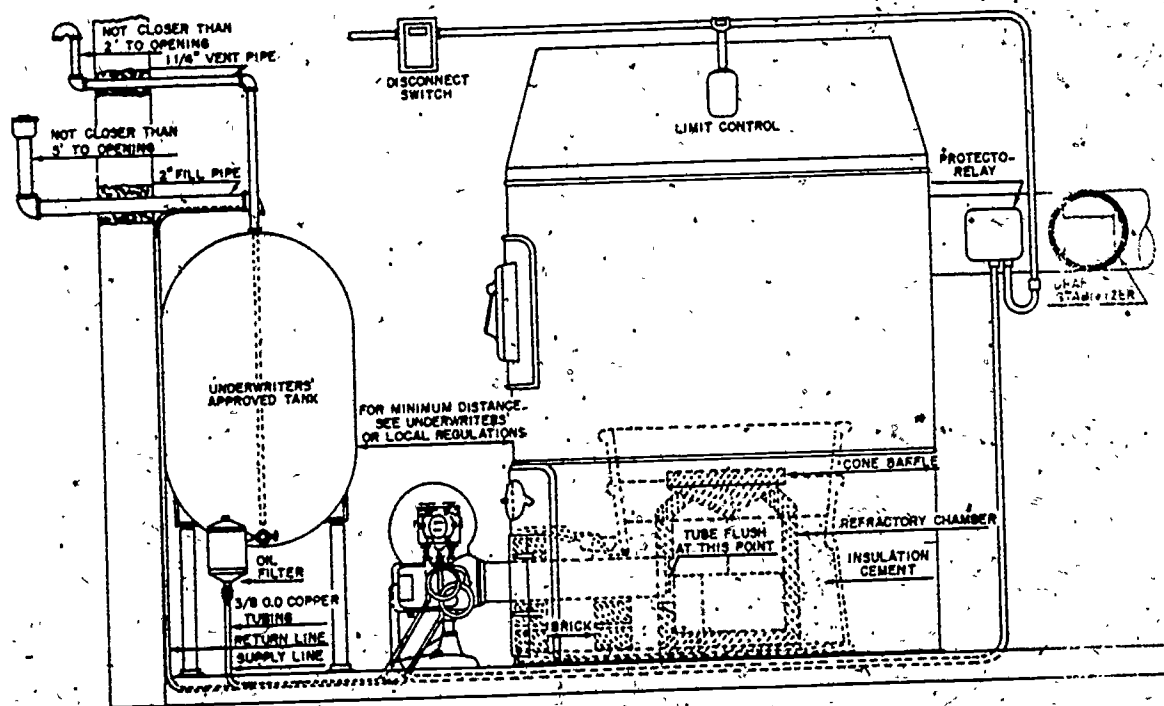 NOT CLOSER THAN
2' TO OPENING
1 1/4" VENT PIPE
DISCONNECT
SWITCH
LIMIT CONTROL
NOT CLOSER THAN
5' TO OPENING
2" FILL PIPE
PROTECTO-
RELAY
STABILIZER
UNDERWRITERS'
APPROVED TANK
FOR MINIMUM DISTANCE
SEE UNDERWRITERS'
OR LOCAL REGULATIONS
CONE BAFFLE
REFRACTORY CHAMBER
TUBE FLUSH
AT THIS POINT
INSULATION
CEMENT
OIL
FILTER
3/8 O.D COPPER
TUBING
BRICK
RETURN LINE
SUPPLY LINE